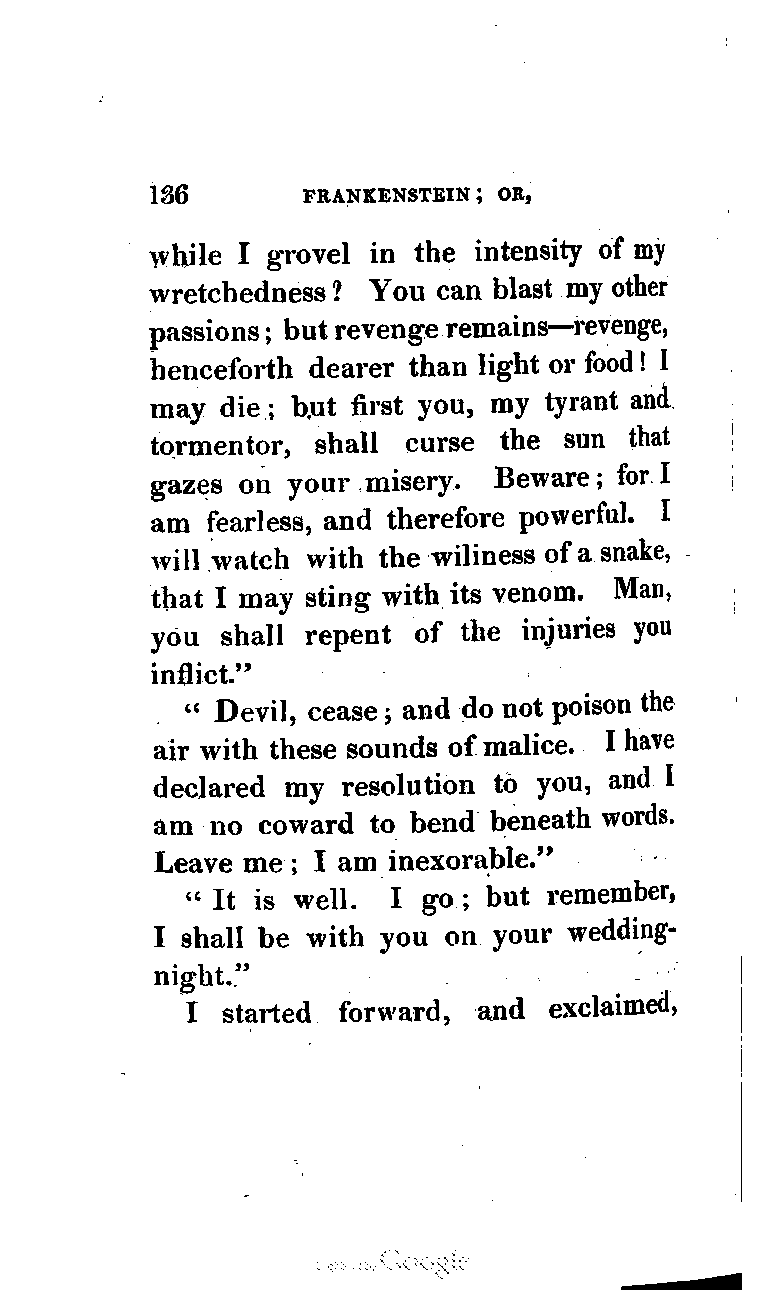 136 FRANKENSTEIN; OR,
while I grovel in the intensity of my
wretchedness? You can blast my other
passions; but revenge remains—revenge,
henceforth dearer than light or food! I
may die; but first you, my tyrant and
tormentor, shall curse the sun that
gazes on your misery. Beware; for I
am fearless, and therefore powerful. I
will watch with the wiliness of a snake,
that I may sting with its venom. Man,
you shall repent of the injuries you
inflict."
"Devil, cease; and do not poison the
air with these sounds of malice. I have
declared my resolution to you, and I
am no coward to bend beneath words.
Leave me; I am inexorable."
"It is well. I go; but remember,
I shall be with you on your wedding-
night."
I started forward, and exclaimed,
Google